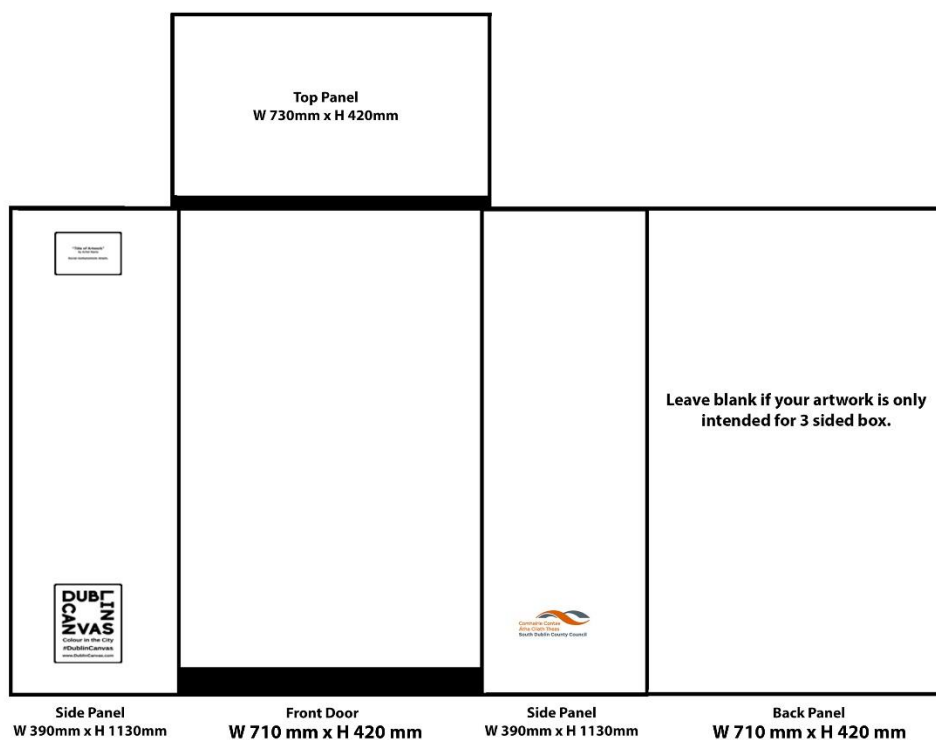 Top Panel
W 730mm x H 420mm
"Title of Artwork"
by Artist Name
Leave blank if your artwork is only
intended for 3 sided box.
DUBLIN
CANVAS
Colour in the City
#DublinCanvas
www.DublinCanvas.com
Comhairle Contae
Átha Cliath Theas
South Dublin County Council
Side Panel
W 390mm x H 1130mm
Front Door
W 710 mm x H 420 mm
Side Panel
W 390mm x H 1130mm
Back Panel
W 710 mm x H 420 mm